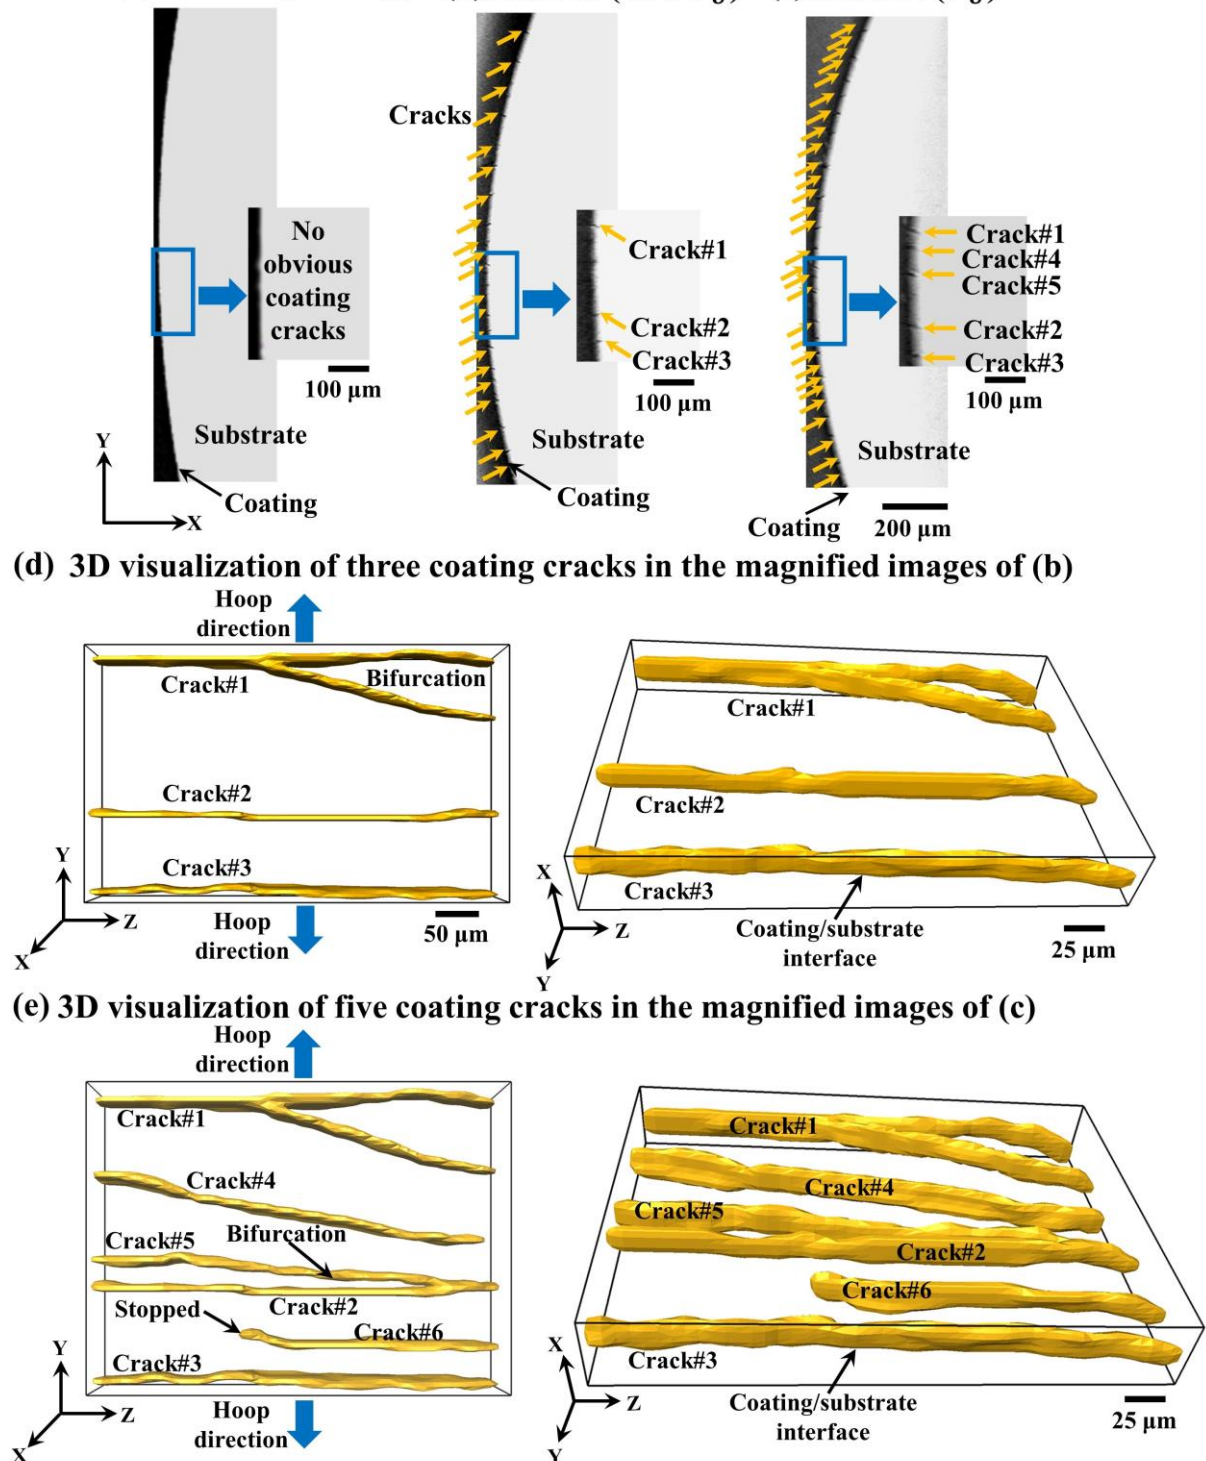 Cracks
No
obvious
coating
cracks
Crack#1
Crack#2
Crack#3
Crack#1
Crack#4
Crack#5
Crack#2
Crack#3
100 μm
100 μm
100 μm
Substrate
Substrate
Substrate
Y
X
Coating
Coating
Coating
200 μm
(d) 3D visualization of three coating cracks in the magnified images of (b)
Hoop
direction
Crack#1
Bifurcation
Crack#2
Crack#3
Y
Z
X
Hoop
direction
50 μm
Crack#1
Crack#2
Crack#3
X
Z
Y
Coating/substrate
interface
25 μm
(e) 3D visualization of five coating cracks in the magnified images of (c)
Hoop
direction
Crack#1
Crack#4
Bifurcation
Crack#5
Crack#2
Stopped
Crack#6
Crack#3
Y
Z
X
Hoop
direction
Crack#1
Crack#4
Crack#5
Crack#2
Crack#6
Crack#3
X
Z
Y
Coating/substrate
interface
25 μm